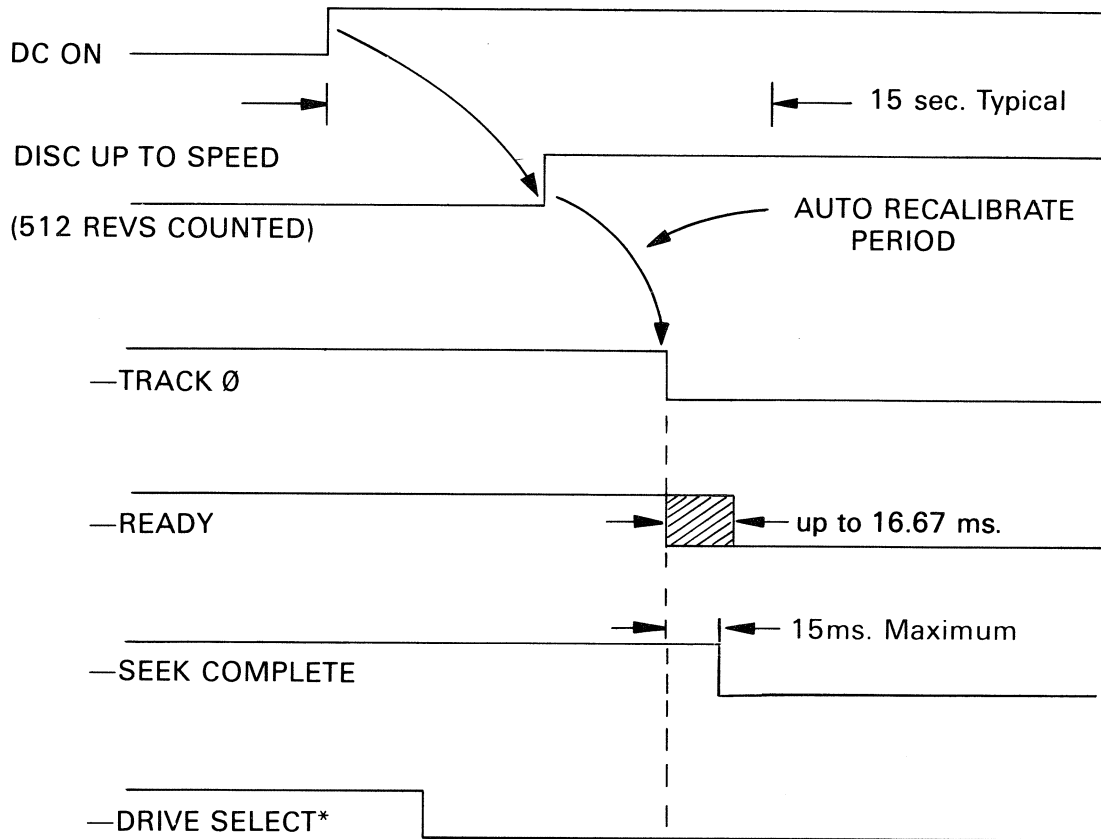 DC ON
15 sec. Typical
DISC UP TO SPEED
(512 REVS COUNTED)
AUTO RECALIBRATE
PERIOD
—TRACK Ø
—READY
up to 16.67 ms.
15ms. Maximum
—SEEK COMPLETE
—DRIVE SELECT*